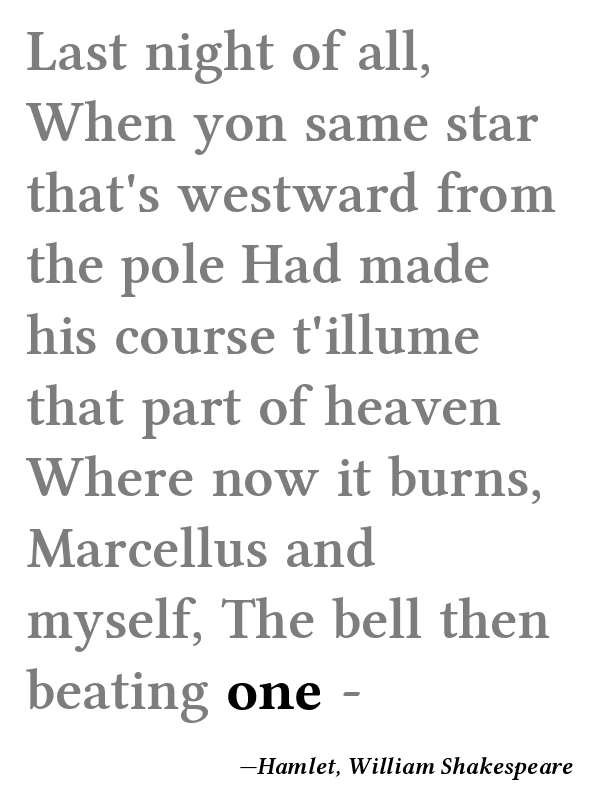 Last night of all,
When yon same star
that's westward from
the pole Had made
his course t'illume
that part of heaven
Where now it burns,
Marcellus and
myself, The bell then
beating one -
—Hamlet, William Shakespeare